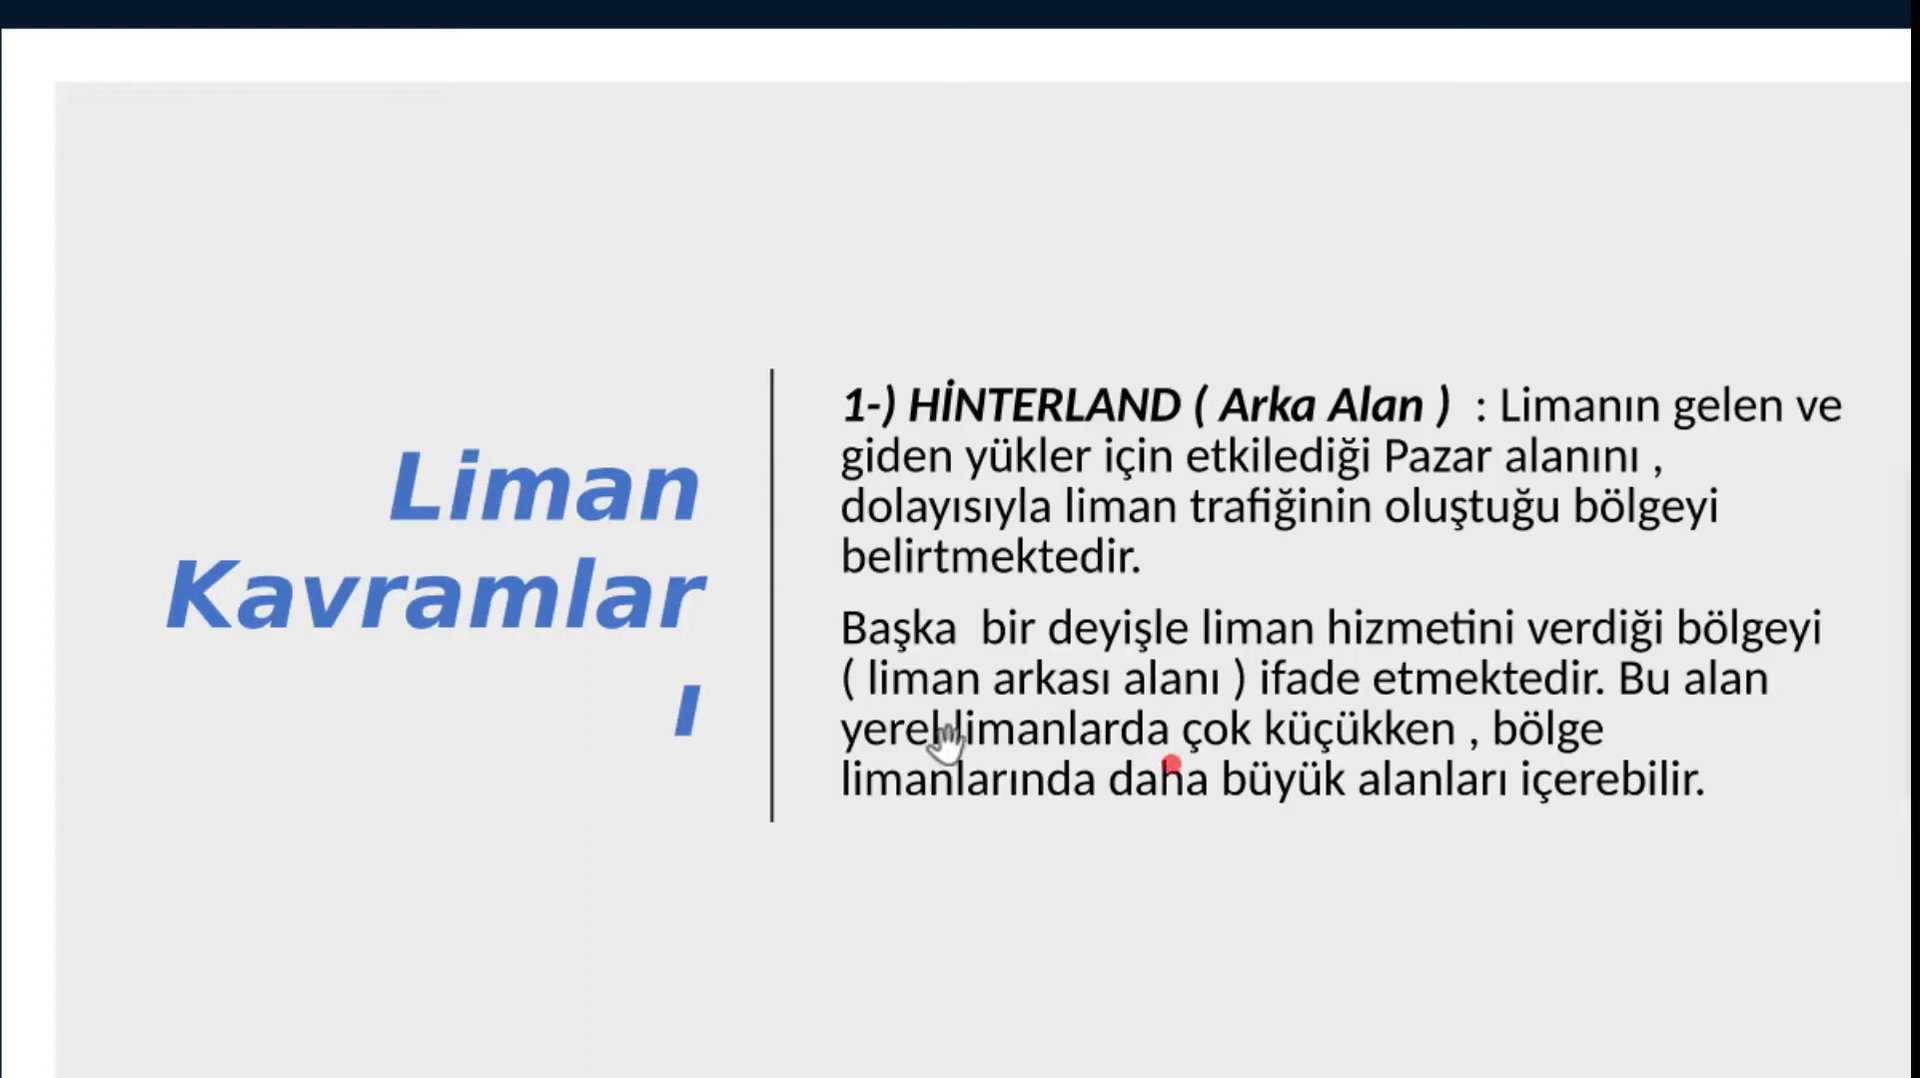 Liman
Kavramlar
ı
1-) HİNTERLAND ( Arka Alan )  : Limanın gelen ve
giden yükler için etkilediği Pazar alanını ,
dolayısıyla liman trafiğinin oluştuğu bölgeyi
belirtmektedir.
Başka  bir deyişle liman hizmetini verdiği bölgeyi
( liman arkası alanı ) ifade etmektedir. Bu alan
yerel limanlarda çok küçükken , bölge
limanlarında daha büyük alanları içerebilir.